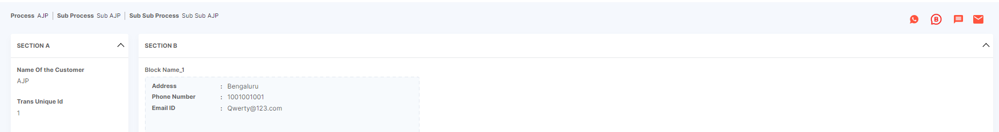 Process AJP | Sub Process Sub AJP | Sub Sub Process Sub Sub AJP
B
SECTION A
Name Of the Customer
AJP
Trans Unique Id
1
SECTION B
Block Name_1
Address : Bengaluru
Phone Number : 1001001001
Email ID : Qwerty@123.com